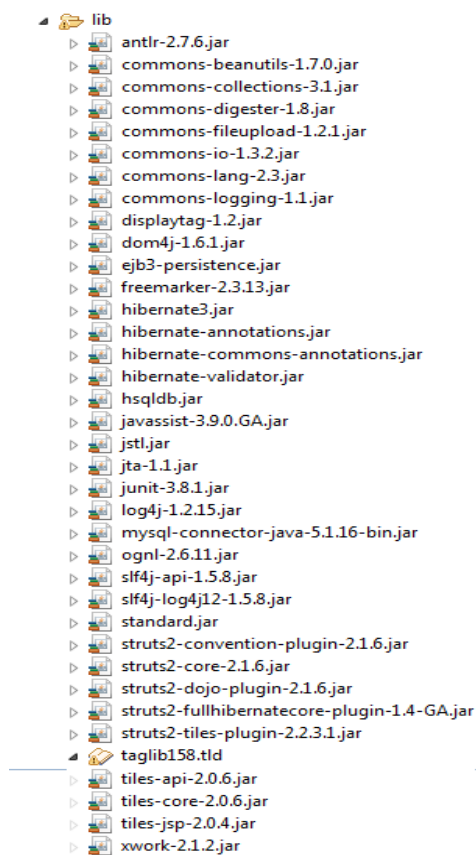 lib
antlr-2.7.6.jar
commons-beanutils-1.7.0.jar
commons-collections-3.1.jar
commons-digester-1.8.jar
commons-fileupload-1.2.1.jar
commons-io-1.3.2.jar
commons-lang-2.3.jar
commons-logging-1.1.jar
displaytag-1.2.jar
dom4j-1.6.1.jar
ejb3-persistence.jar
freemarker-2.3.13.jar
hibernate3.jar
hibernate-annotations.jar
hibernate-commons-annotations.jar
hibernate-validator.jar
hsqldb.jar
javassist-3.9.0.GA.jar
jstl.jar
jta-1.1.jar
junit-3.8.1.jar
log4j-1.2.15.jar
mysql-connector-java-5.1.16-bin.jar
ognl-2.6.11.jar
slf4j-api-1.5.8.jar
slf4j-log4j12-1.5.8.jar
standard.jar
struts2-convention-plugin-2.1.6.jar
struts2-core-2.1.6.jar
struts2-dojo-plugin-2.1.6.jar
struts2-fullhibernatecore-plugin-1.4-GA.jar
struts2-tiles-plugin-2.2.3.1.jar
taglib158.tld
tiles-api-2.0.6.jar
tiles-core-2.0.6.jar
tiles-jsp-2.0.4.jar
xwork-2.1.2.jar